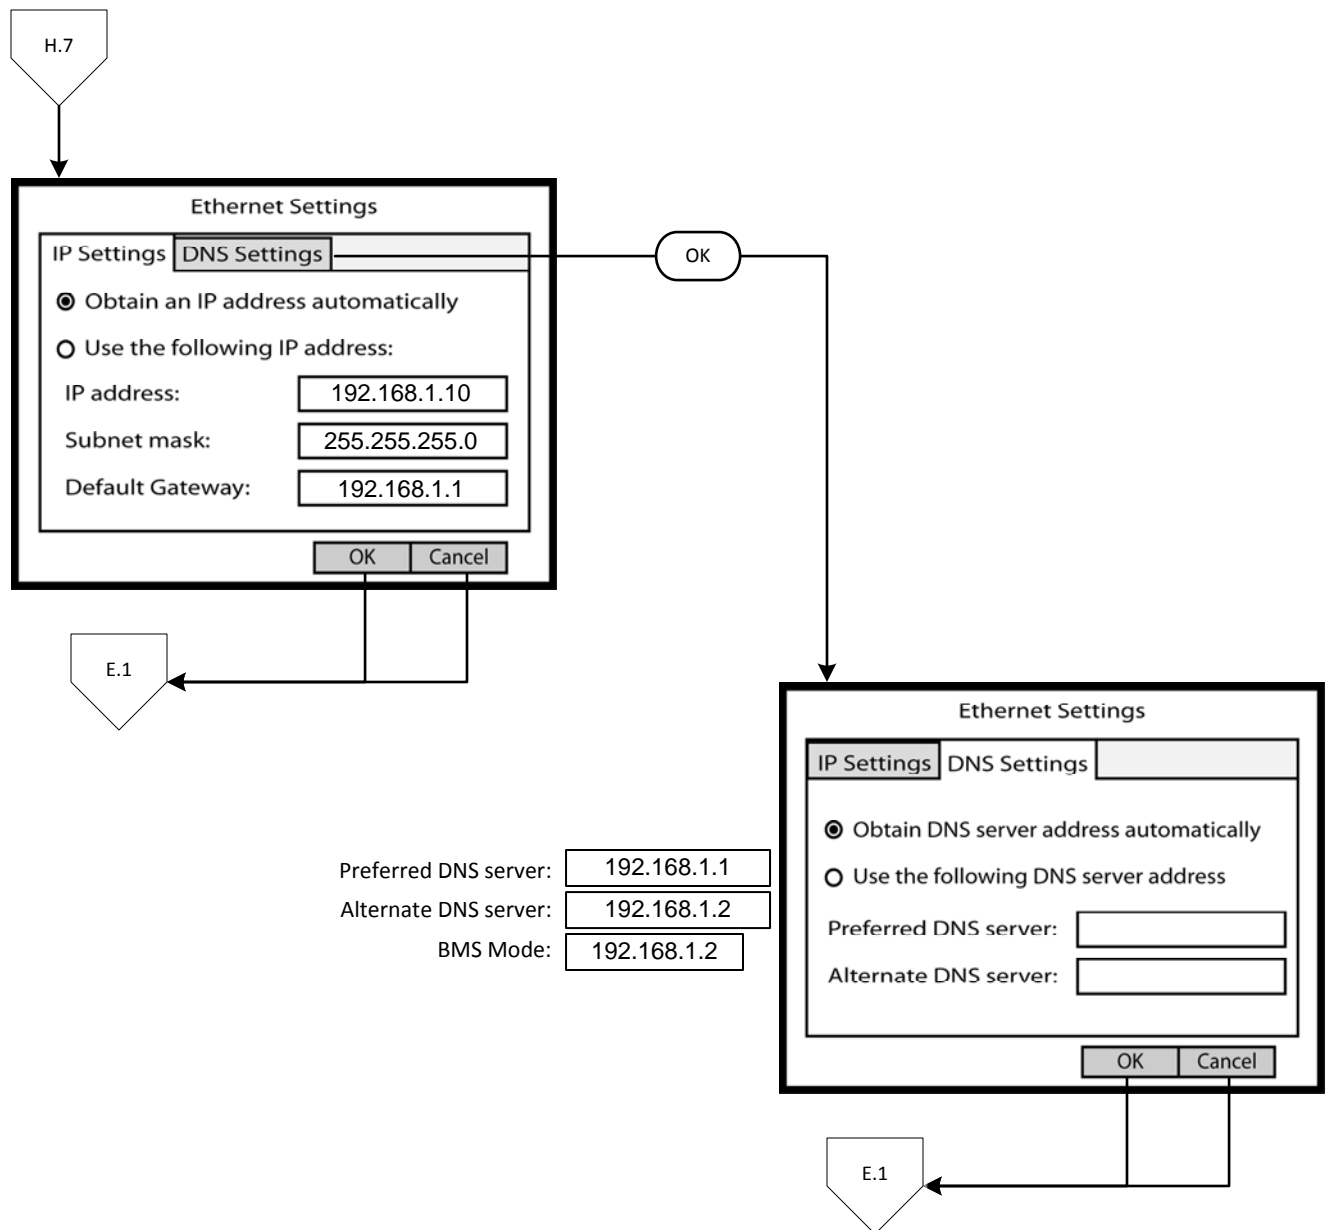 H.7
Ethernet Settings
IP Settings DNS Settings
OK
Obtain an IP address automatically
Use the following IP address:
IP address: 192.168.1.10
Subnet mask: 255.255.255.0
Default Gateway: 192.168.1.1
OK Cancel
E.1
Ethernet Settings
IP Settings DNS Settings
Obtain DNS server address automatically
Use the following DNS server address
Preferred DNS server:
Alternate DNS server:
OK Cancel
Preferred DNS server: 192.168.1.1
Alternate DNS server: 192.168.1.2
BMS Mode: 192.168.1.2
E.1